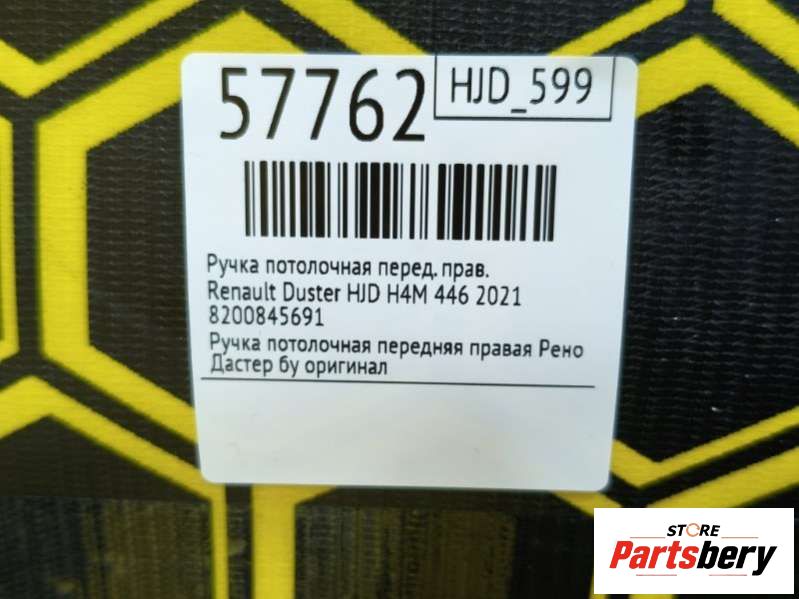 57762
HJD_599
Ручка потолочная перед. прав.
Renault Duster HJD H4M 446 2021
8200845691
Ручка потолочная передняя правая Рено
Дастер бу оригинал
STORE
Partsbery